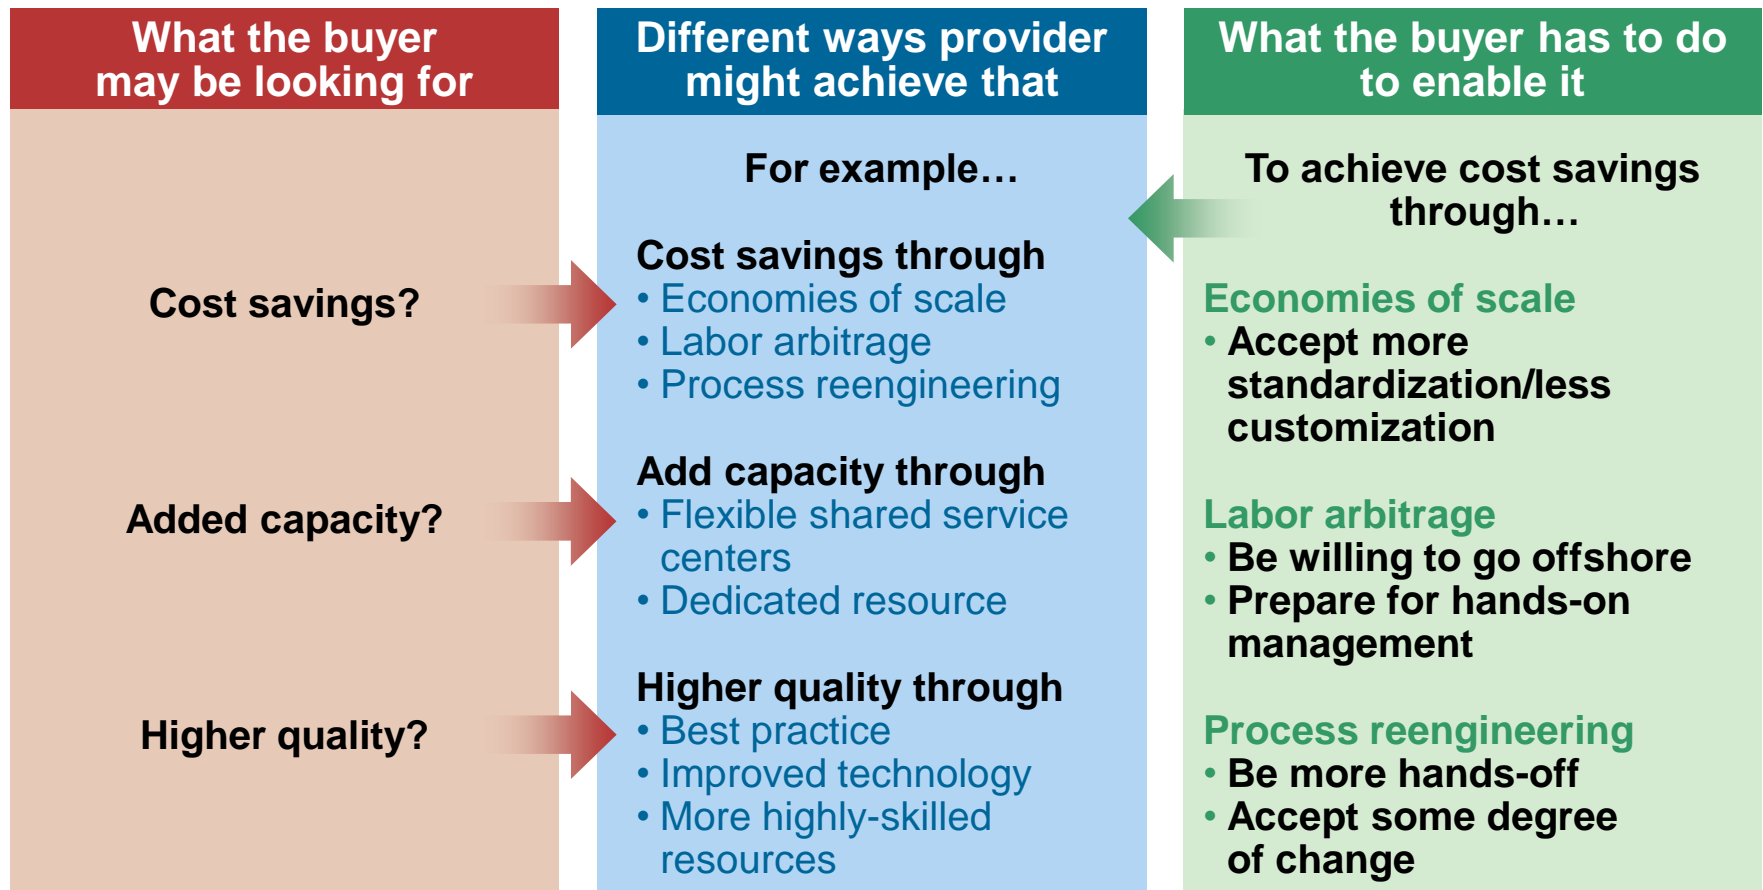 What the buyer
may be looking for
Cost savings?
Added capacity?
Higher quality?
Different ways provider
might achieve that
For example…
Cost savings through
• Economies of scale
• Labor arbitrage
• Process reengineering
Add capacity through
• Flexible shared service
centers
• Dedicated resource
Higher quality through
• Best practice
• Improved technology
• More highly-skilled
resources
What the buyer has to do
to enable it
To achieve cost savings
through…
Economies of scale
• Accept more
standardization/less
customization
Labor arbitrage
• Be willing to go offshore
• Prepare for hands-on
management
Process reengineering
• Be more hands-off
• Accept some degree
of change